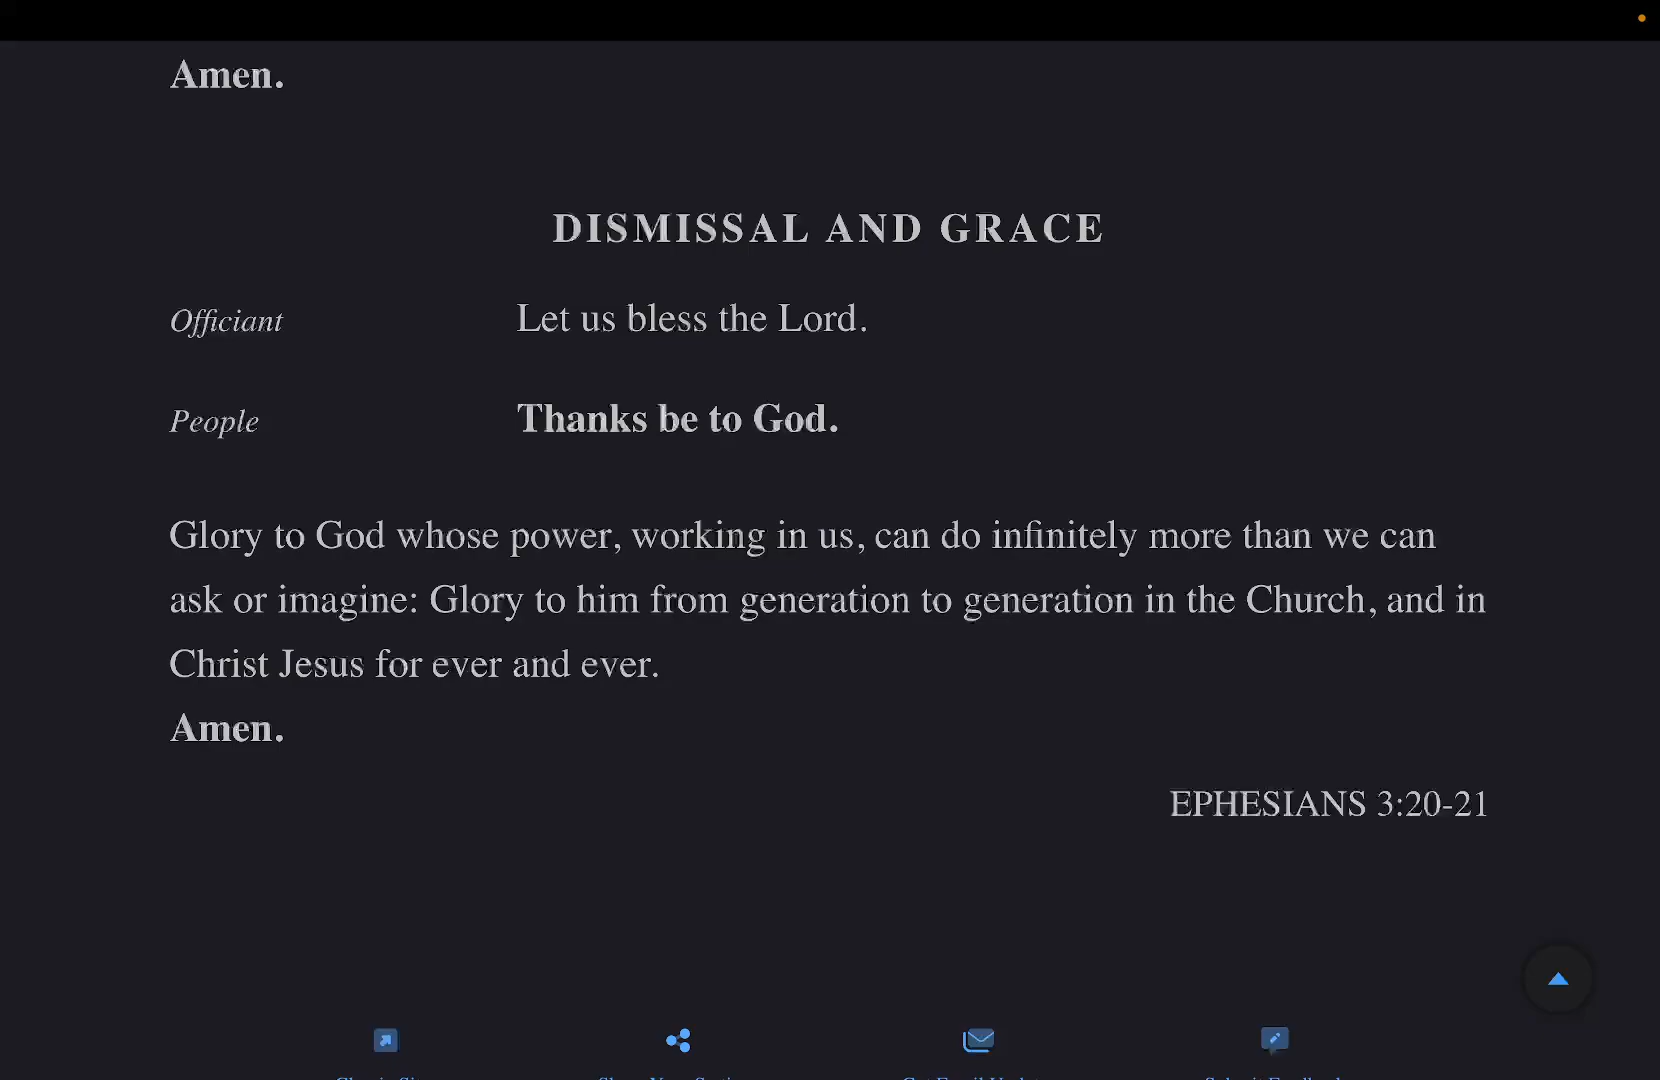 Amen.
DISMISSAL AND GRACE
Officiant Let us bless the Lord.
People Thanks be to God.
Glory to God whose power, working in us, can do infinitely more than we can
ask or imagine: Glory to him from generation to generation in the Church, and in
Christ Jesus for ever and ever.
Amen.
EPHESIANS 3:20-21